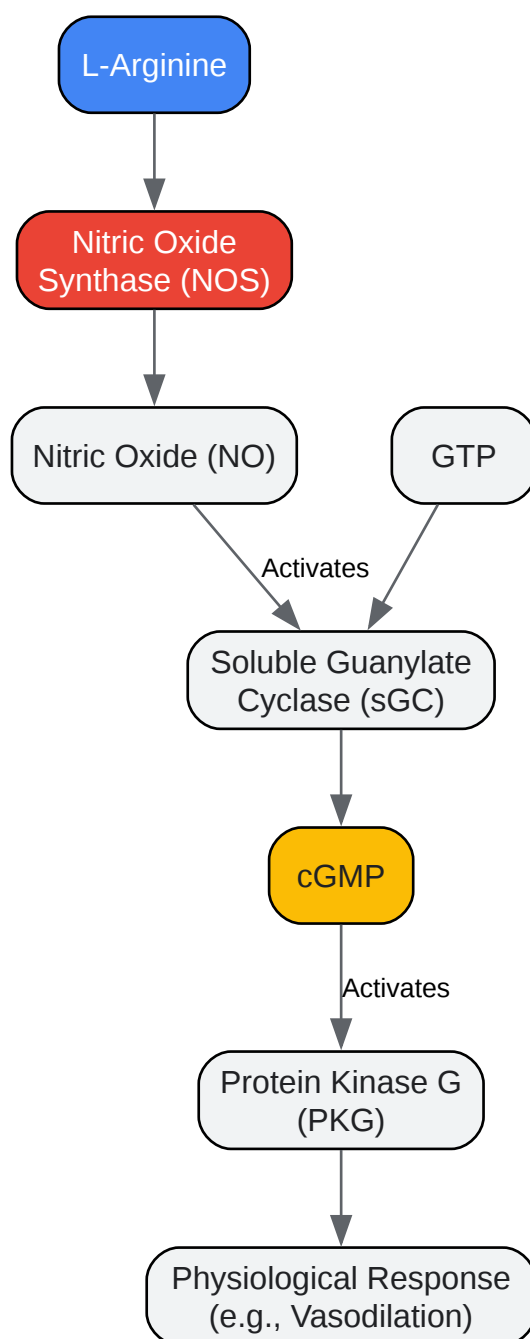 L-Arginine
Nitric Oxide
Synthase (NOS)
Nitric Oxide (NO)
GTP
Activates
Soluble Guanylate
Cyclase (sGC)
cGMP
Activates
Protein Kinase G
(PKG)
Physiological Response
(e.g., Vasodilation)